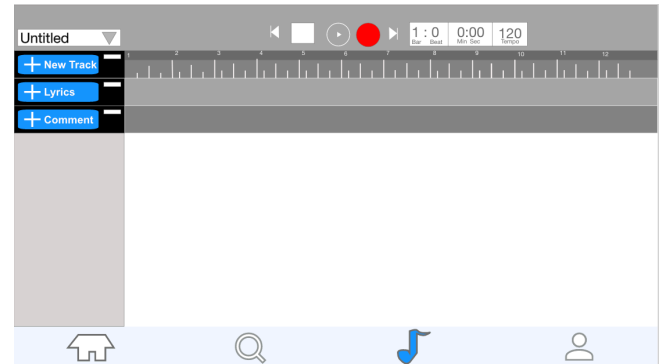 Untitled
1 : 0 0:00 120
Bar Beat Min Sec Tempo
+ New Track
1 2 3 4 5 6 7 8 9 10 11 12
+ Lyrics
+ Comment